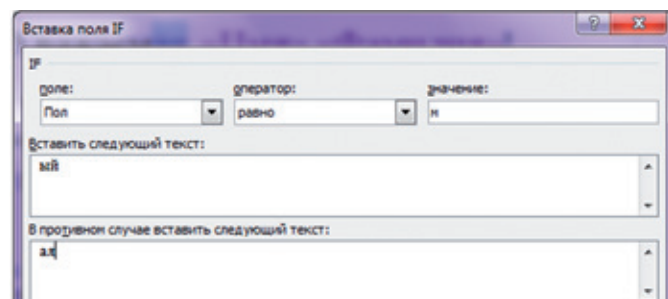 Вставка поля IF
IF
поле: оператор: значение:
Пол равно м
Вставить следующий текст:
ый
В противном случае вставить следующий текст:
ая